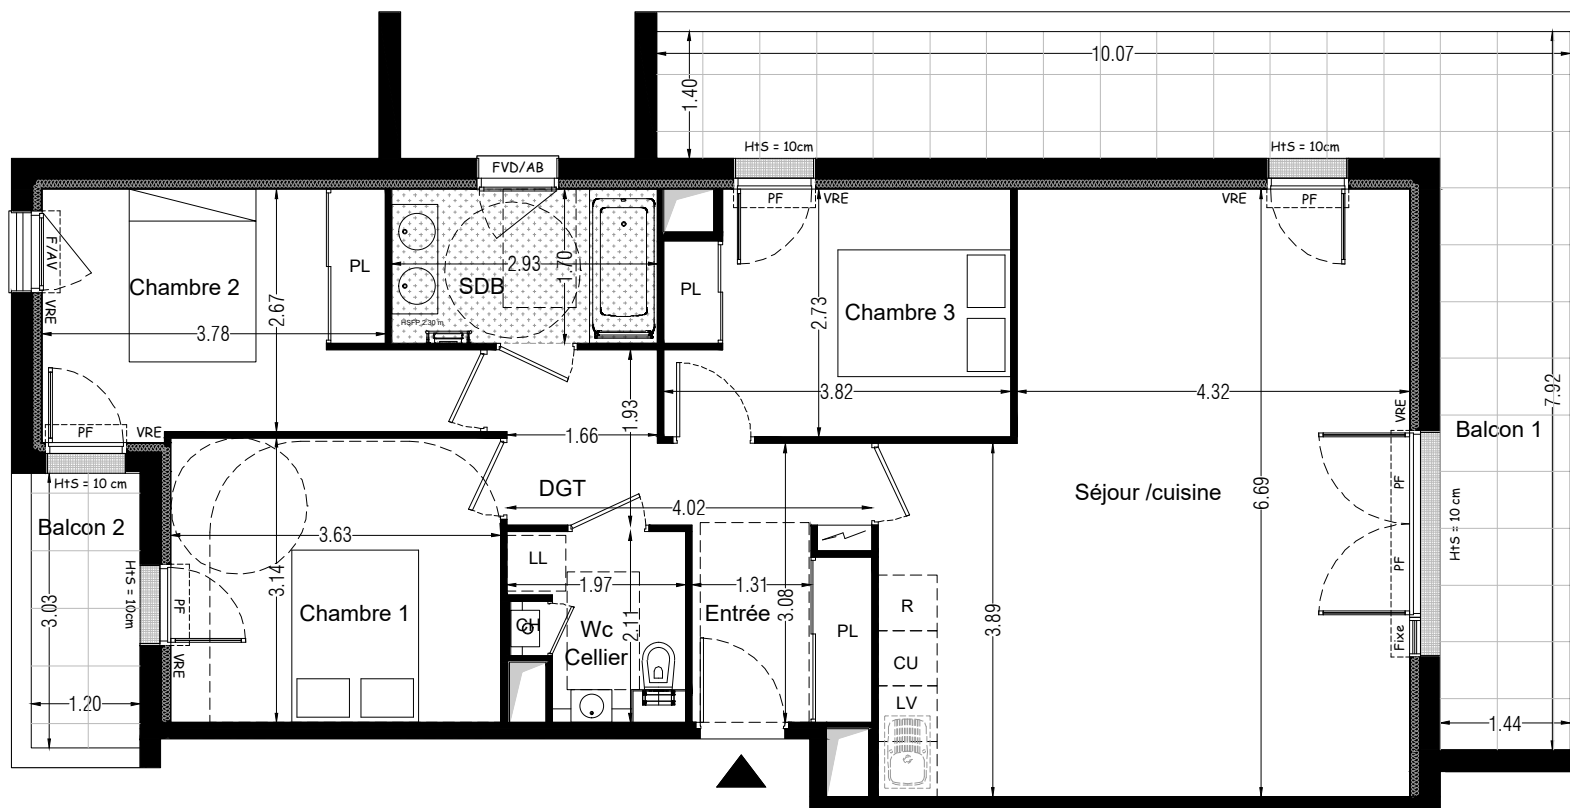 10.07
1.40
HtS = 10cm
HtS = 10cm
FVD/AB
PF
VRE
VRE
PF
F/AV
VRE
Chambre 2
2.67
PL
3.78
2.93
1.70
SDB
HSFP 2.30 m
PL
2.73
Chambre 3
3.82
4.32
7.92
VRE
Balcon 1
PF
VRE
1.93
1.66
HtS = 10 cm
DGT
4.02
Séjour /cuisine
6.69
PF
HtS = 10 cm
Balcon 2
3.63
3.14
HtS = 10cm
LL
1.97
1.31
PF
3.03
PF
VRE
Chambre 1
CH
Wc
Cellier
2.11
Entrée
3.08
PL
3.89
R
CU
LV
Fixe
1.20
1.44